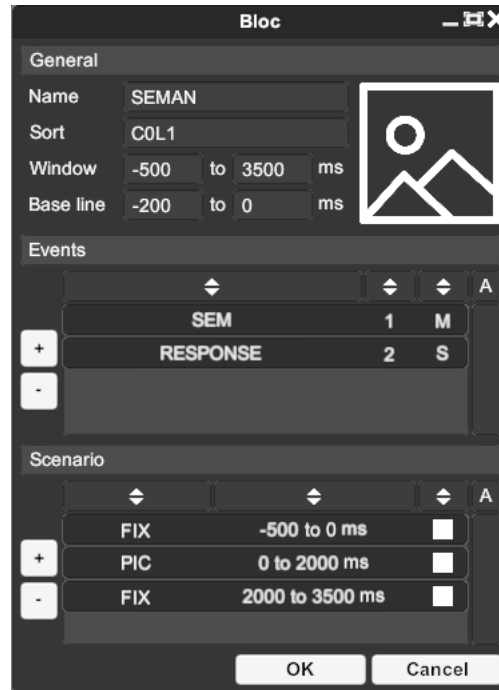 Bloc
General
Name SEMAN
Sort C0L1
Window -500 to 3500 ms
Base line -200 to 0 ms
Events
A
SEM 1 M
+
RESPONSE 2 S
-
Scenario
A
FIX -500 to 0 ms
+
PIC 0 to 2000 ms
-
FIX 2000 to 3500 ms
OK Cancel